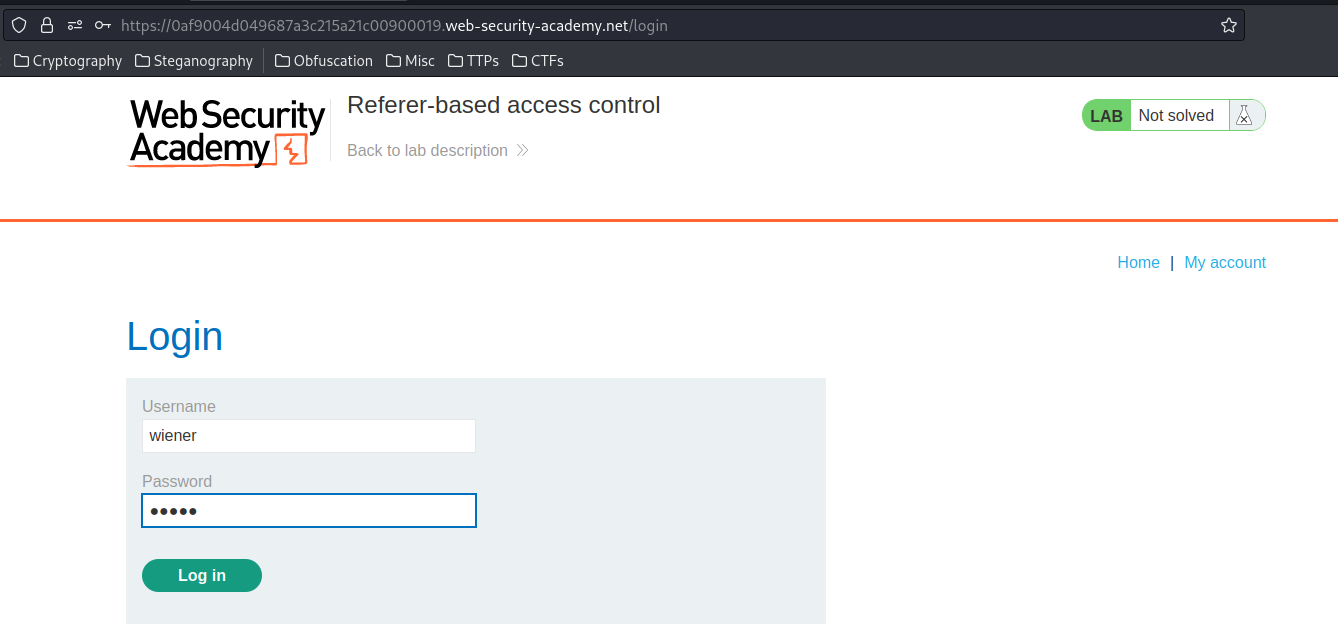 https://0af9004d049687a3c215a21c00900019.web-security-academy.net/login
Cryptography Steganography Obfuscation Misc TTPs CTFs
Web Security
Academy
Referer-based access control
Back to lab description
LAB Not solved
Home | My account
Login
Username
wiener
Password
•••••
Log in